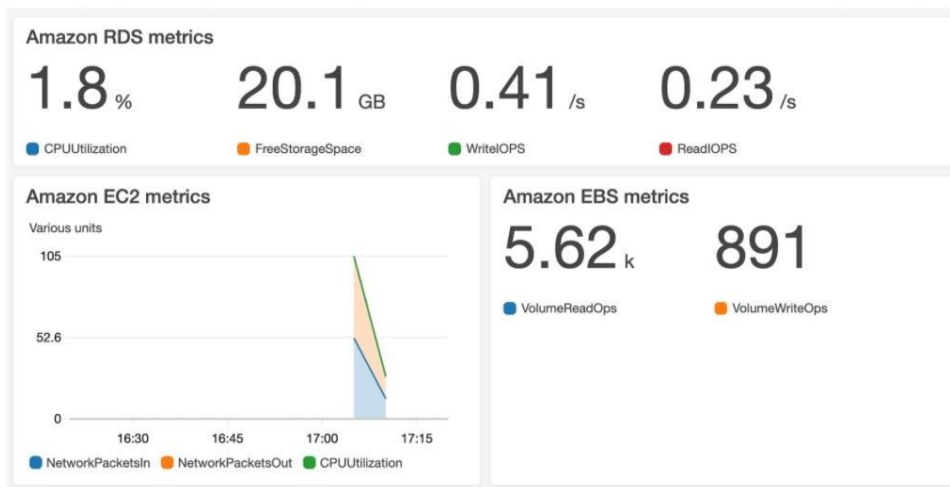 Amazon RDS metrics
1.8 % 20.1 GB 0.41 /s 0.23 /s
CPUUtilization FreeStorageSpace WriteIOPS ReadIOPS
Amazon EC2 metrics
Various units
105
52.6
0
16:30 16:45 17:00 17:15
NetworkPacketsIn NetworkPacketsOut CPUUtilization
Amazon EBS metrics
5.62 k 891
VolumeReadOps VolumeWriteOps